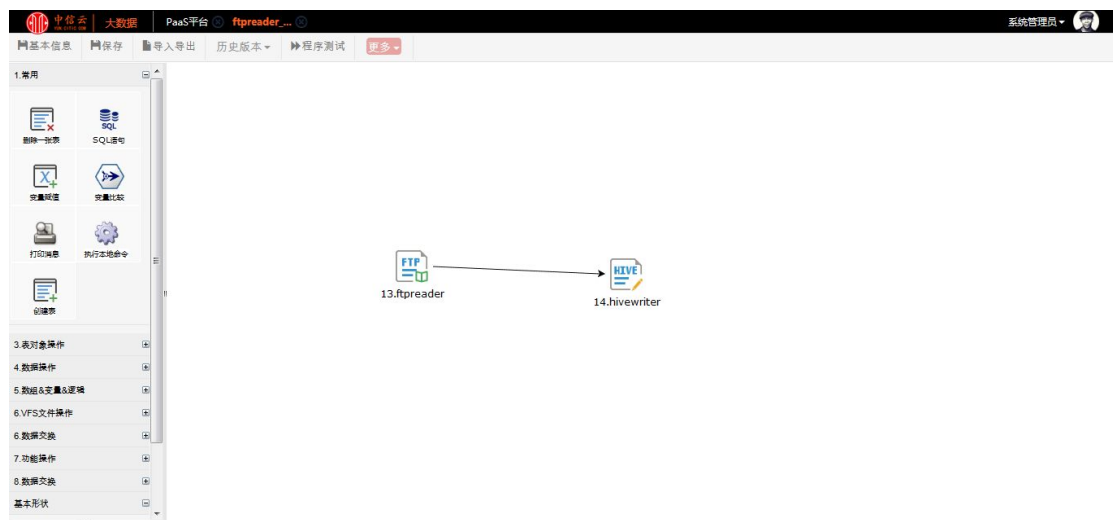 中信云 大数据 PaaS平台 ftpreader_... 系统管理员
基本信息 保存 导入导出 历史版本 程序测试 更多
1.常用
SQL
删除一张表 SQL语句
X
变量赋值 变量比较
打印消息 执行本地命令
创建表
FTP
13.ftpreader
HIVE
14.hivewriter
3.表对象操作
4.数据操作
5.数组&变量&逻辑
6.VFS文件操作
6.数据交换
7.功能操作
8.数据交换
基本形状